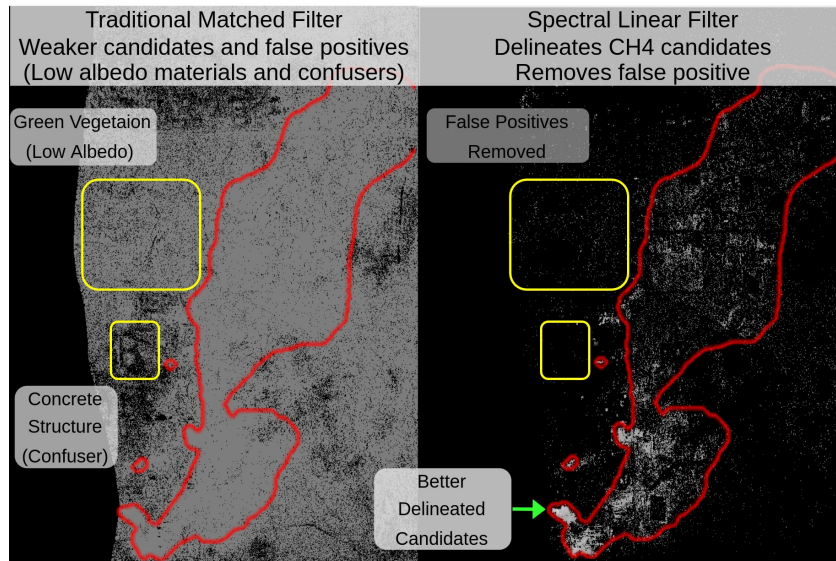 Traditional Matched Filter
Weaker candidates and false positives
(Low albedo materials and confusers)
Spectral Linear Filter
Delineates CH4 candidates
Removes false positive
Green Vegetaion
(Low Albedo)
False Positives
Removed
Concrete
Structure
(Confuser)
Better
Delineated
Candidates